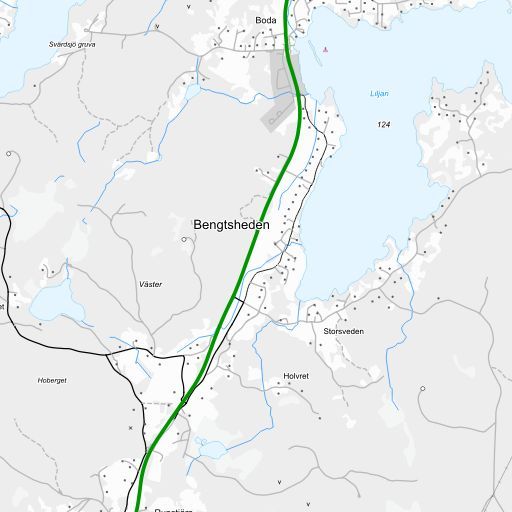 Boda
Svärdsjö gruva
Liljan
124
Bengtsheden
Väster
Storsveden
Hoberget
Holvret